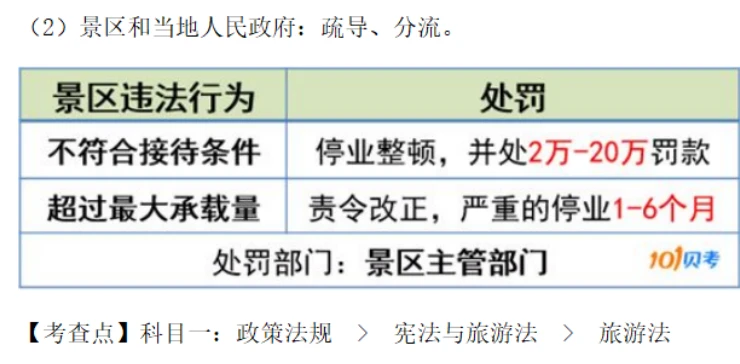 （2）景区和当地人民政府：疏导、分流。
景区违法行为 处罚
不符合接待条件 停业整顿，并处2万-20万罚款
超过最大承载量 责令改正，严重的停业1-6个月
处罚部门：景区主管部门 101贝考
【考查点】科目一：政策法规 > 宪法与旅游法 > 旅游法